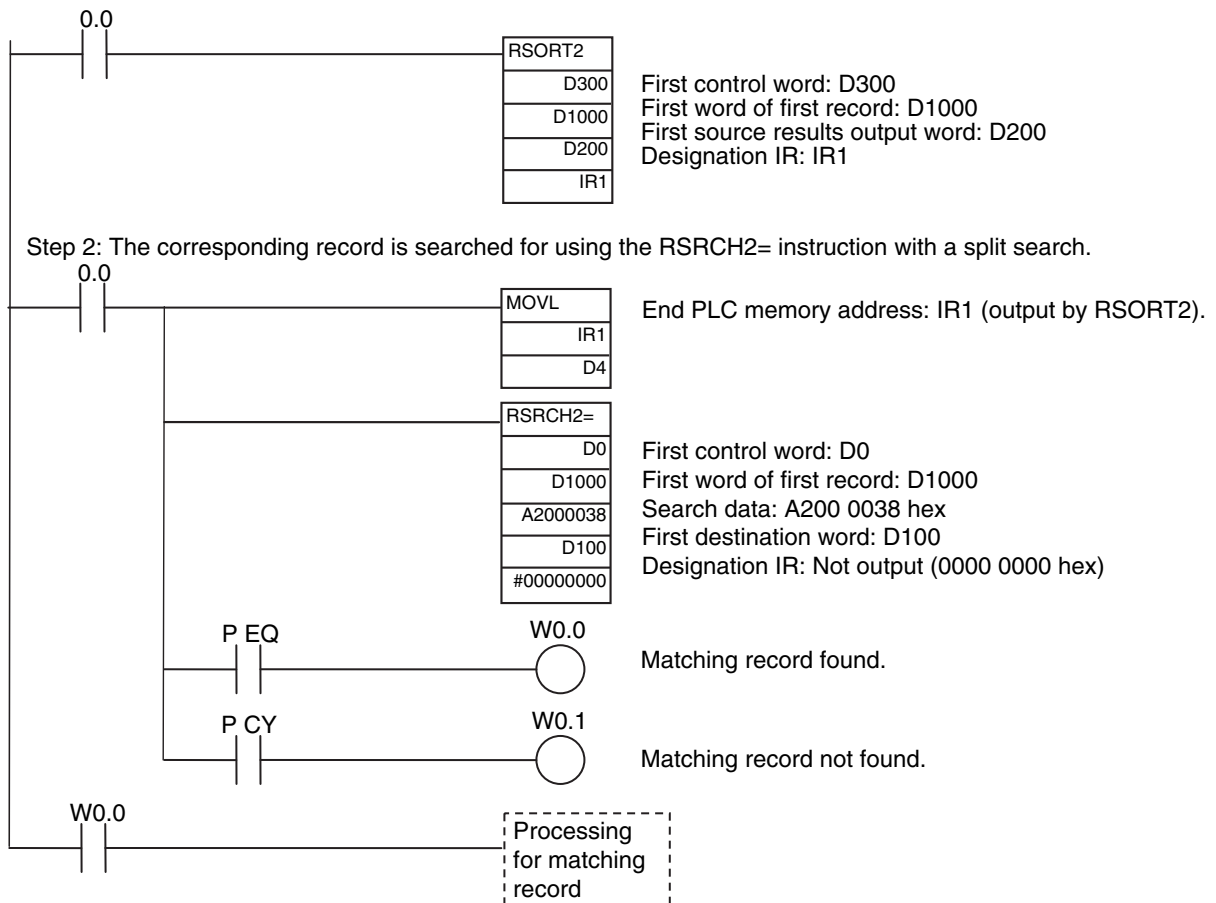 0.0
RSORT2
D300
D1000
D200
IR1
First control word: D300
First word of first record: D1000
First source results output word: D200
Designation IR: IR1
Step 2: The corresponding record is searched for using the RSRCH2= instruction with a split search.
0.0
MOVL
IR1
D4
End PLC memory address: IR1 (output by RSORT2).
RSRCH2=
D0
D1000
A2000038
D100
#00000000
First control word: D0
First word of first record: D1000
Search data: A200 0038 hex
First destination word: D100
Designation IR: Not output (0000 0000 hex)
P EQ
W0.0
Matching record found.
P CY
W0.1
Matching record not found.
W0.0
Processing
for matching
record